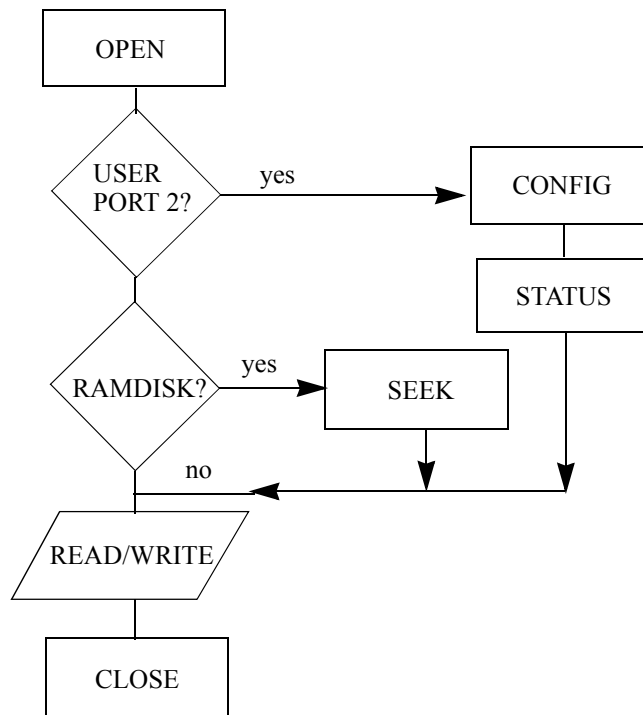 OPEN
USER
PORT 2?
yes
CONFIG
STATUS
RAMDISK?
yes
SEEK
no
READ/WRITE
CLOSE